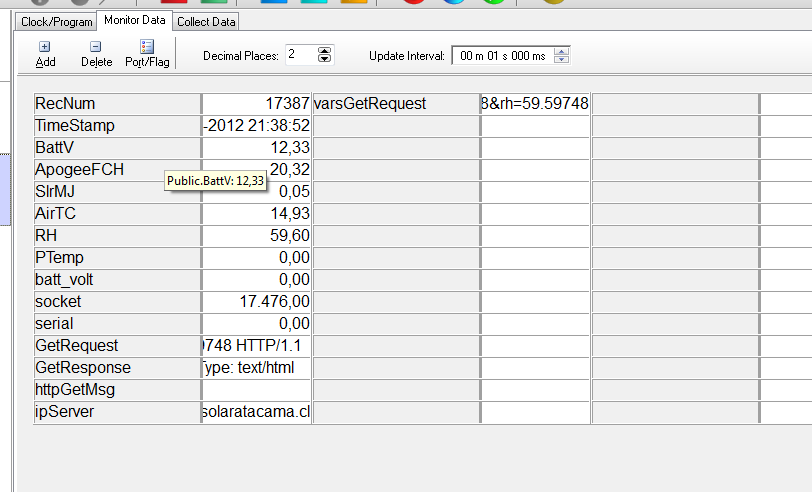 Clock/Program Monitor Data Collect Data
Add Delete Port/Flag Decimal Places: 2 Update Interval: 00 m 01 s 000 ms
RecNum 17387 varsGetRequest 8&rh=59.59748
TimeStamp -2012 21:38:52
BattV 12,33
ApogeeFCH 20,32
Public.BattV: 12,33
SlrMJ 0,05
AirTC 14,93
RH 59,60
PTemp 0,00
batt_volt 0,00
socket 17.476,00
serial 0,00
GetRequest 9748 HTTP/1.1
GetResponse Type: text/html
httpGetMsg
ipServer solaratacama.cl